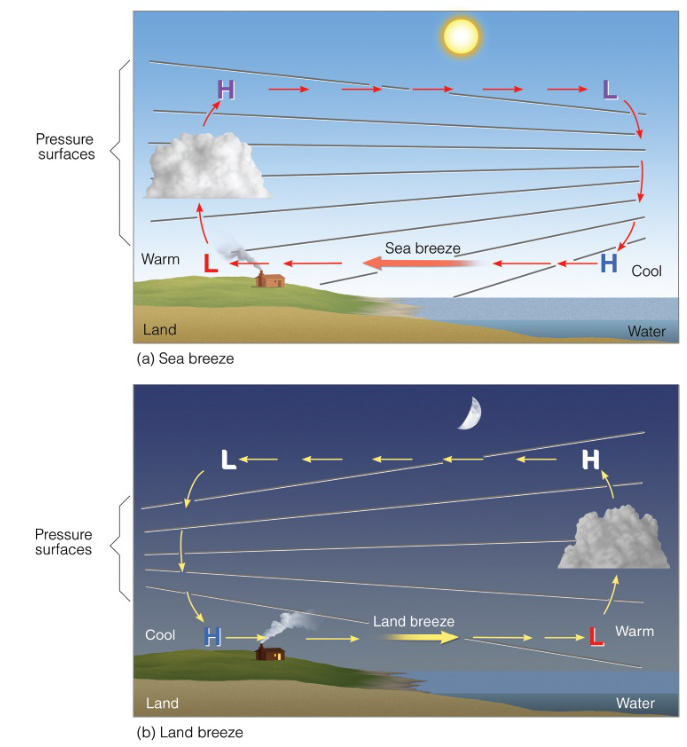 H
L
Pressure
surfaces
Sea breeze
Warm
L
H
Cool
Land
Water
(a) Sea breeze
L
H
Pressure
surfaces
Land breeze
Cool
H
L
Warm
Land
Water
(b) Land breeze